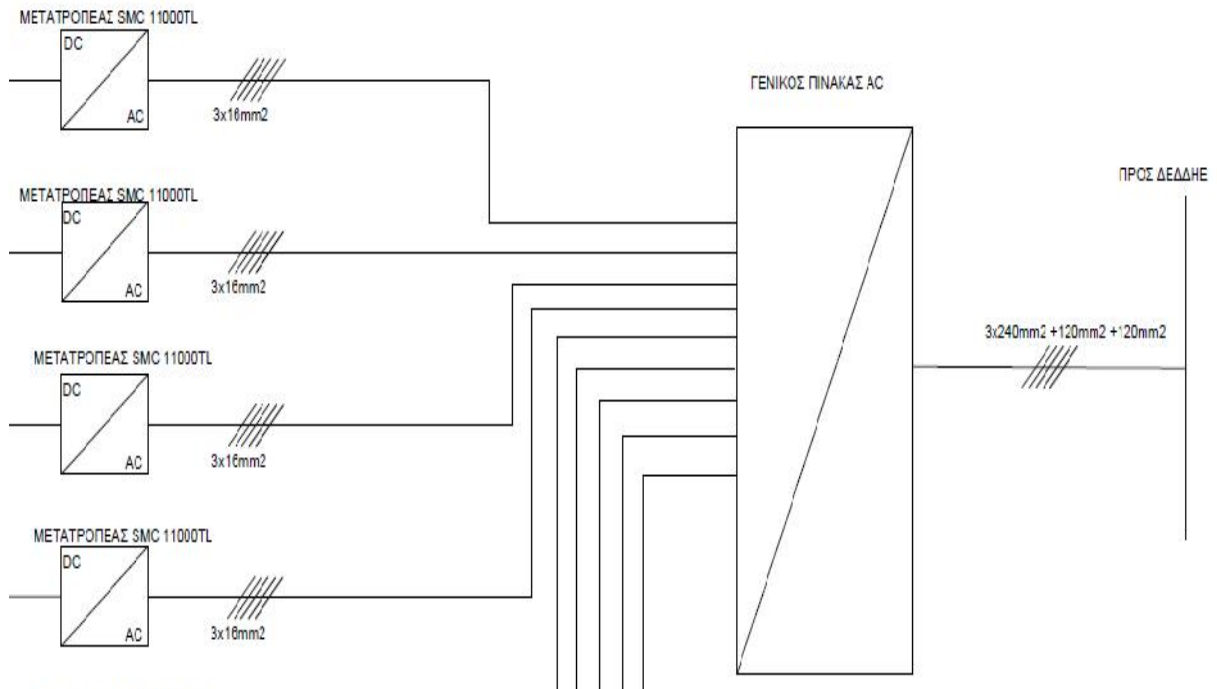 ΜΕΤΑΤΡΟΠΕΑΣ SMC 11000TL
DC
AC
3x16mm2
ΜΕΤΑΤΡΟΠΕΑΣ SMC 11000TL
DC
AC
3x16mm2
ΜΕΤΑΤΡΟΠΕΑΣ SMC 11000TL
DC
AC
3x16mm2
ΜΕΤΑΤΡΟΠΕΑΣ SMC 11000TL
DC
AC
3x16mm2
ΓΕΝΙΚΟΣ ΠΙΝΑΚΑΣ AC
ΠΡΟΣ ΔΕΔΔΗΕ
3x240mm2 +120mm2 +120mm2